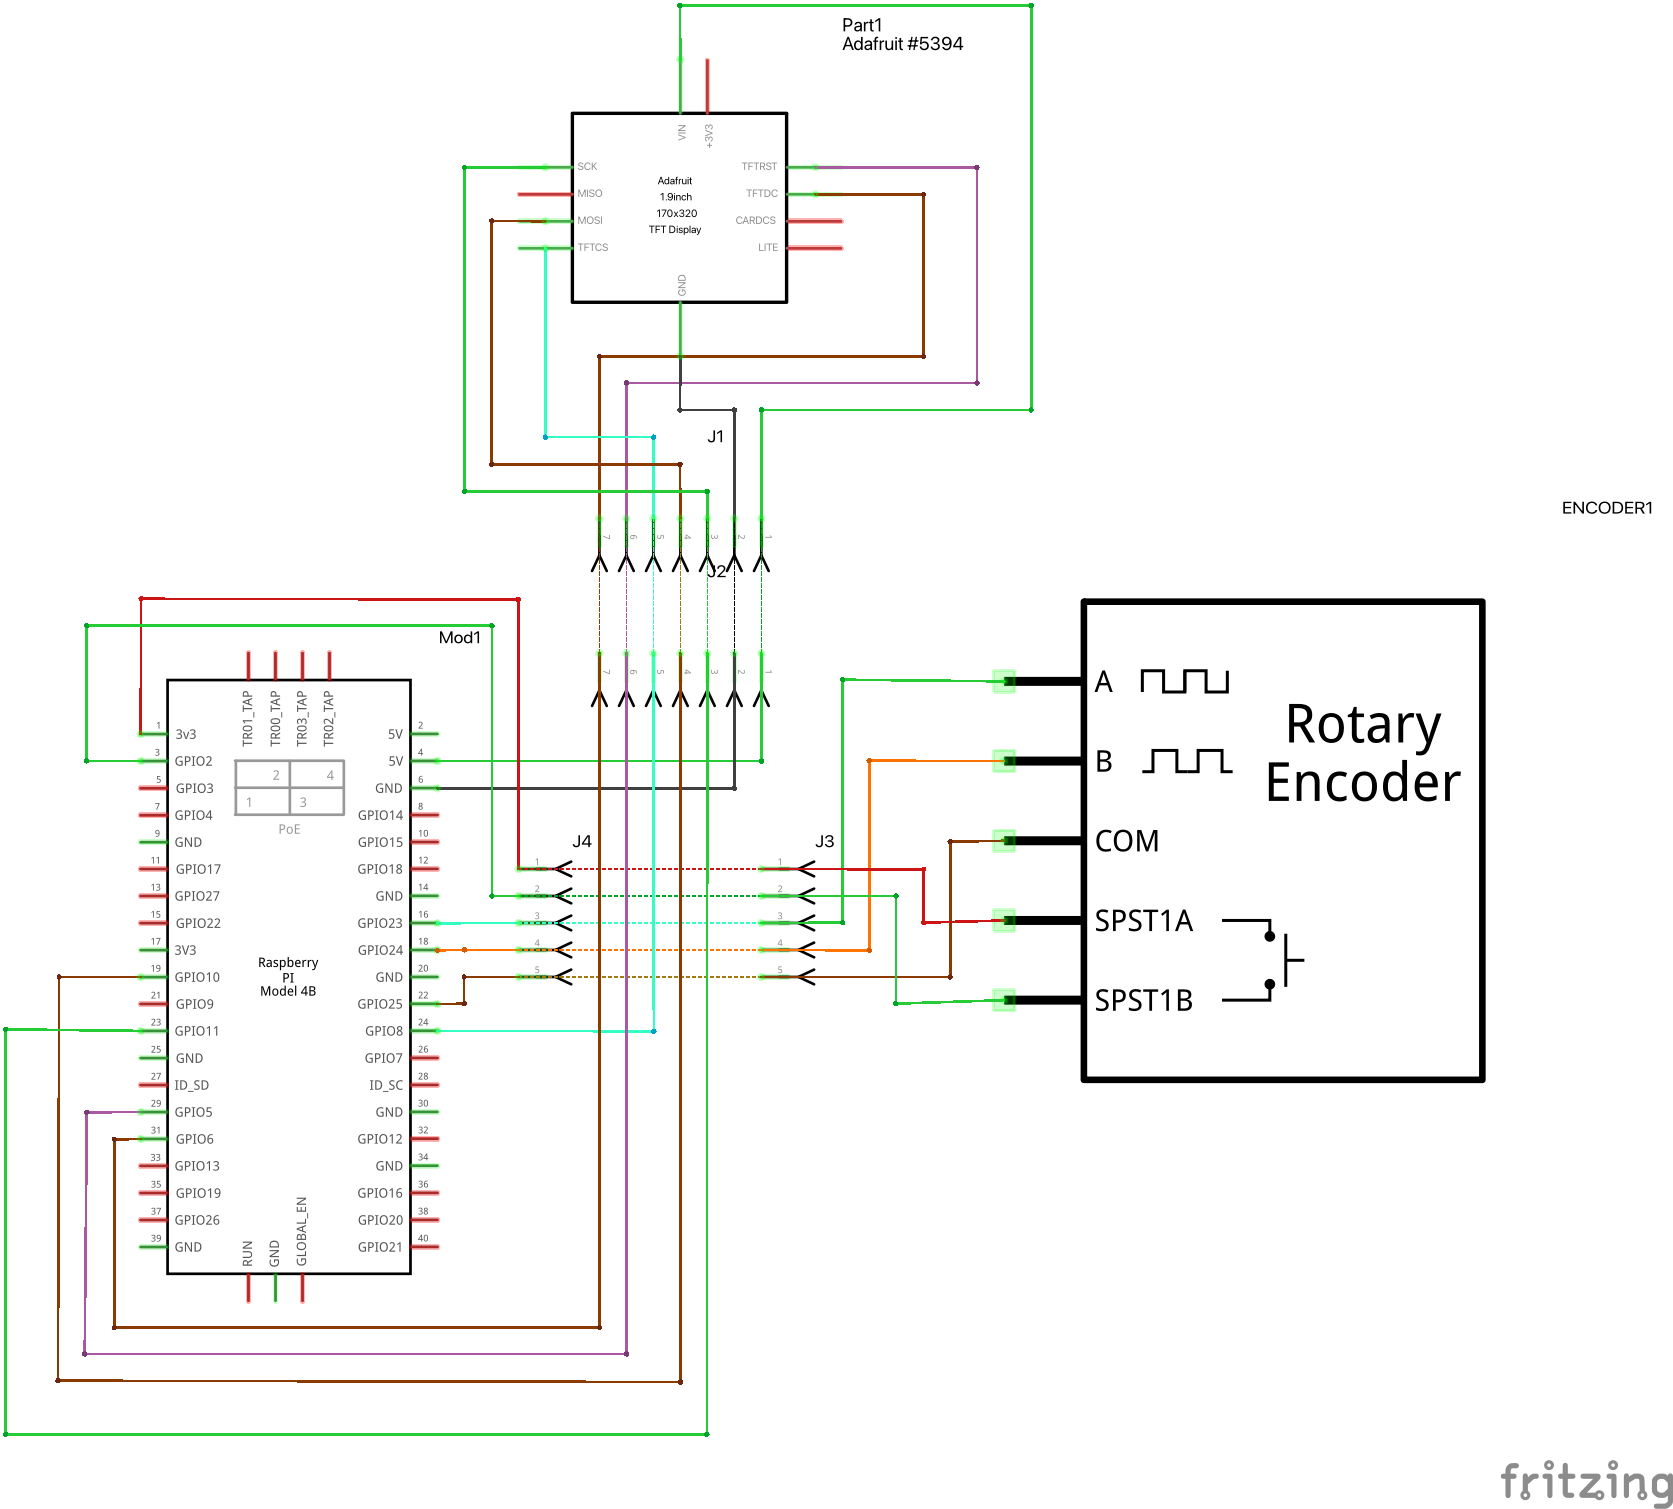 Part1
Adafruit #5394
VIN
+3V3
SCK
MISO
MOSI
TFTCS
Adafruit
1.9inch
170x320
TFT Display
TFTRST
TFTDC
CARDCS
LITE
GND
J1
7 6 5 4 3 2 1
J2
7 6 5 4 3 2 1
ENCODER1
A
B
COM
SPST1A
SPST1B
Rotary
Encoder
J4
1
2
3
4
5
J3
1
2
3
4
5
Mod1
TR01_TAP
TR00_TAP
TR03_TAP
TR02_TAP
2 4
1 3
PoE
Raspberry
PI
Model 4B
1 3v3
3 GPIO2
5 GPIO3
7 GPIO4
9 GND
11 GPIO17
13 GPIO27
15 GPIO22
17 3V3
19 GPIO10
21 GPIO9
23 GPIO11
25 GND
27 ID_SD
29 GPIO5
31 GPIO6
33 GPIO13
35 GPIO19
37 GPIO26
39 GND
5V 2
5V 4
GND 6
GPIO14 8
GPIO15 10
GPIO18 12
GND 14
GPIO23 16
GPIO24 18
GND 20
GPIO25 22
GPIO8 24
GPIO7 26
ID_SC 28
GND 30
GPIO12 32
GND 34
GPIO16 36
GPIO20 38
GPIO21 40
RUN
GND
GLOBAL_EN
fritzing